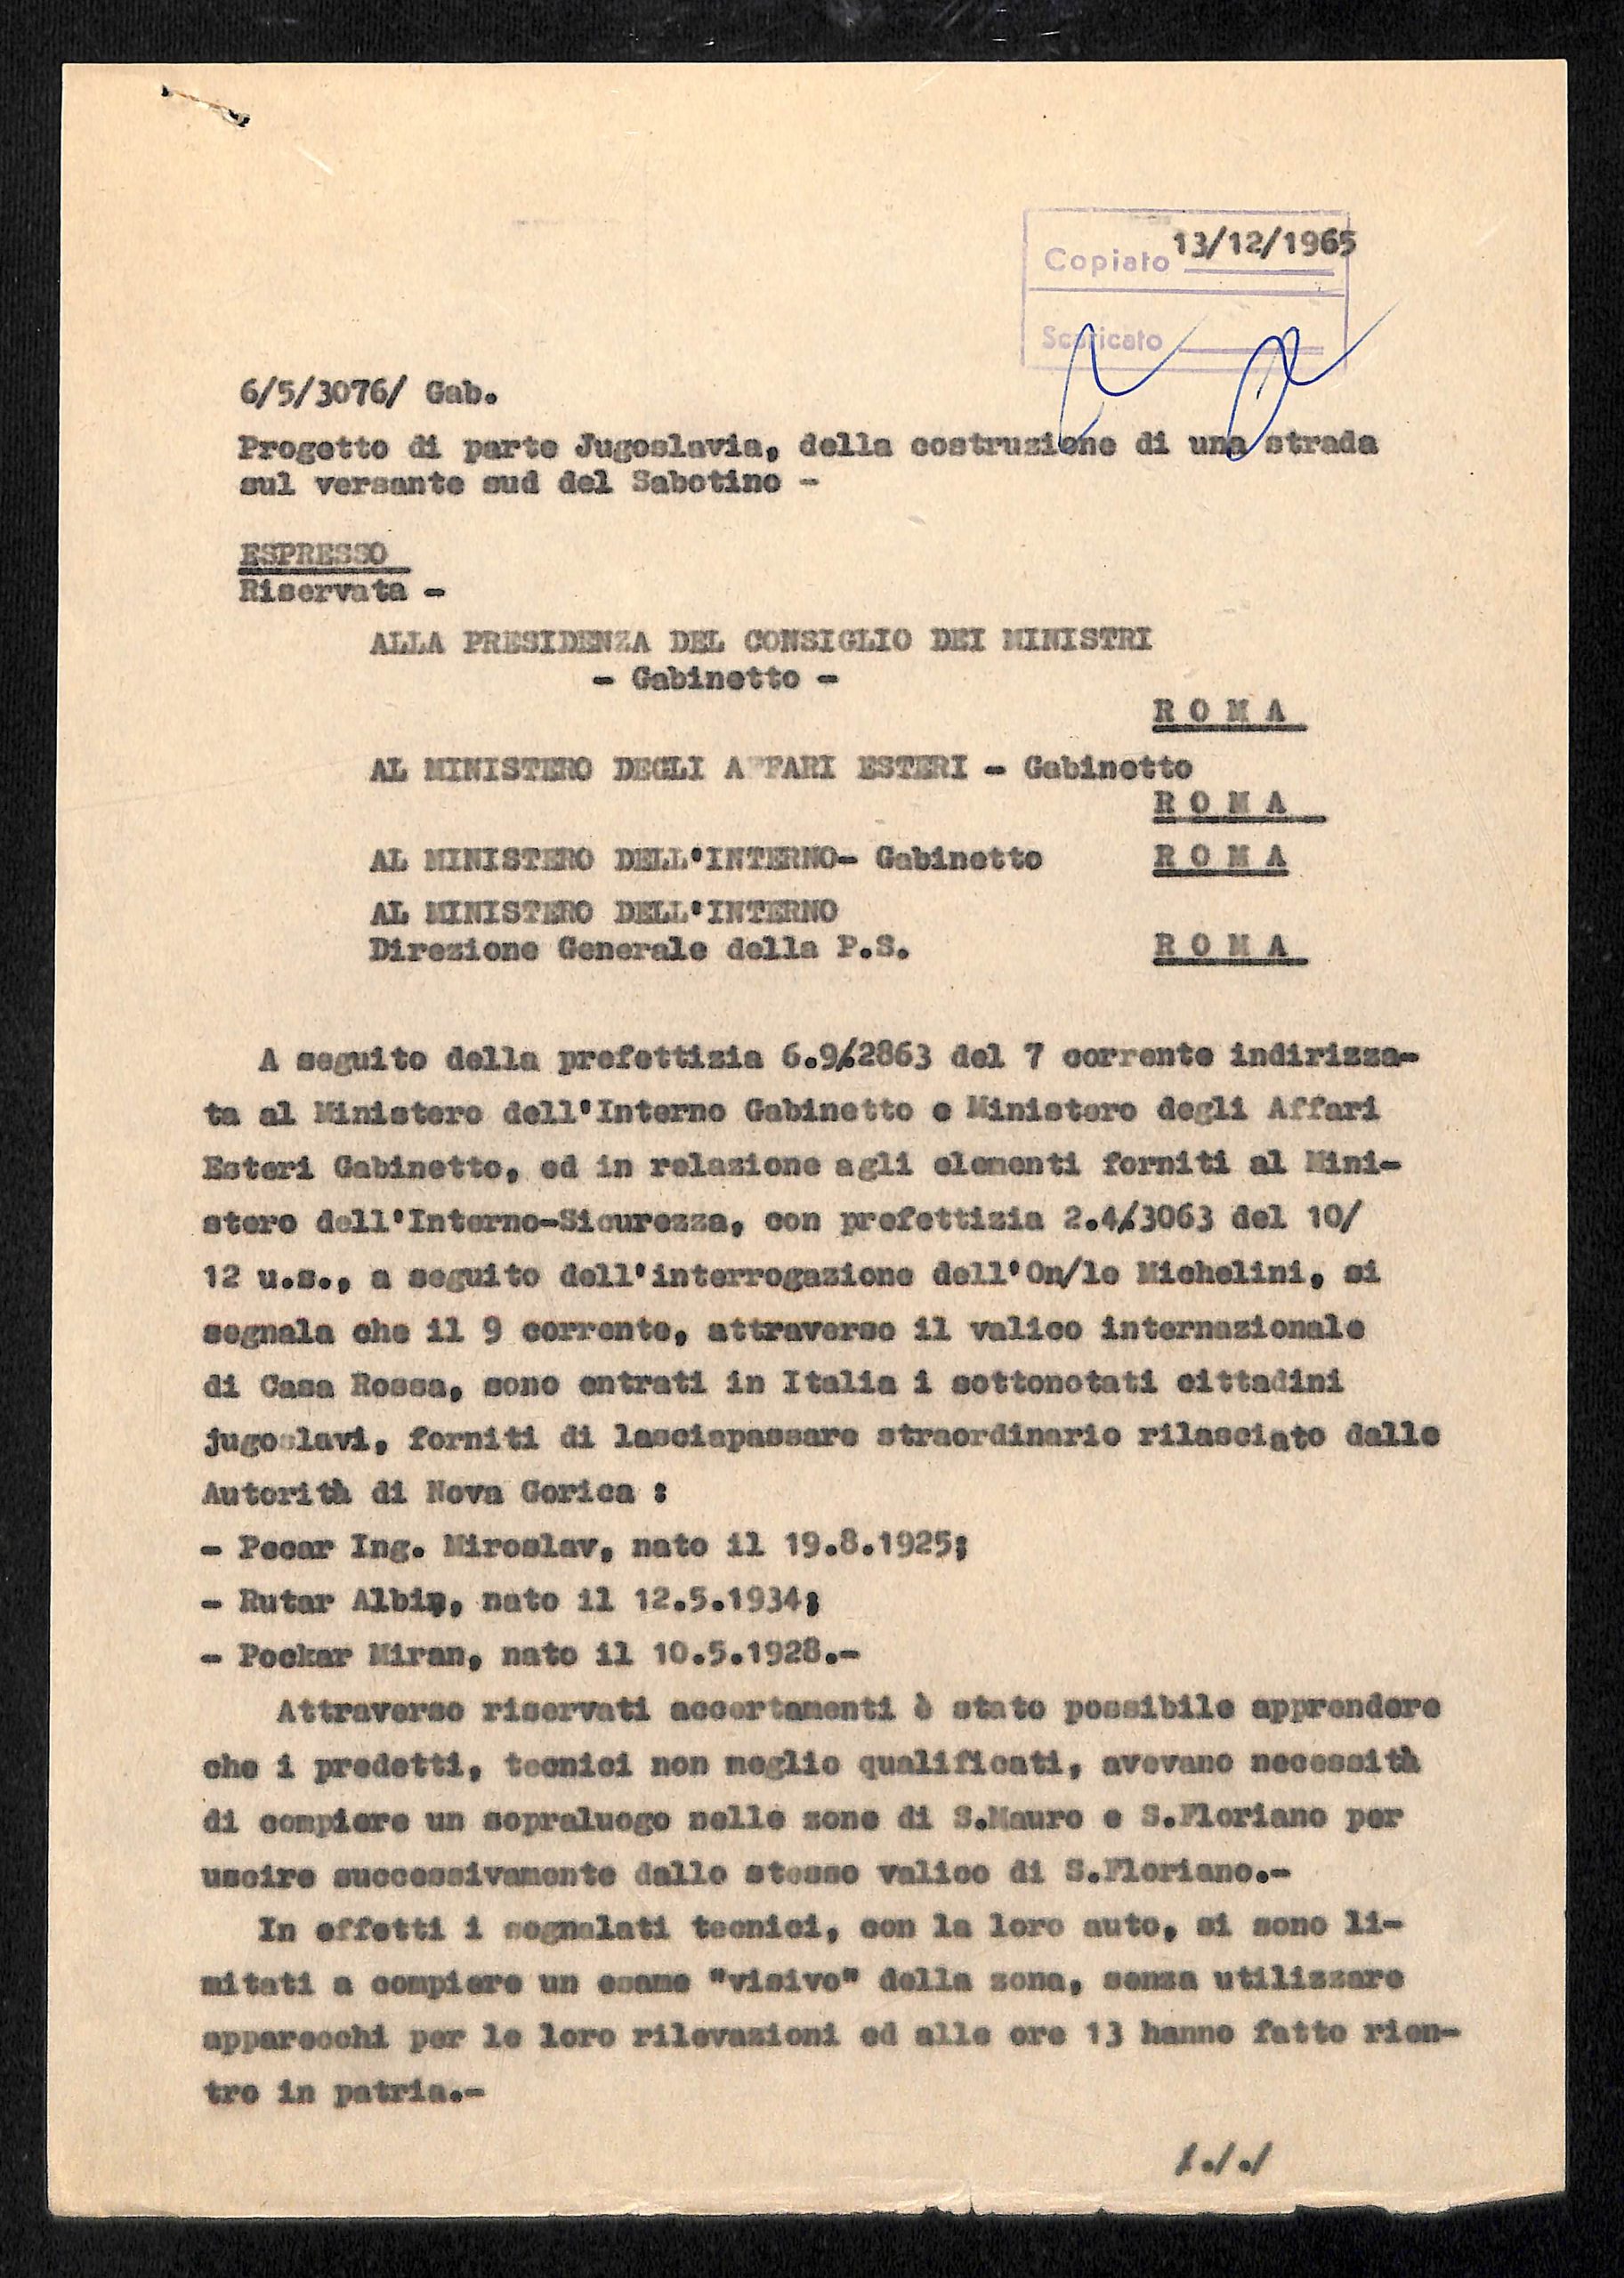 13/12/1965
Copiato
Scaricato
6/5/3076/ Gab.
Progetto di parte Jugoslavia, della costruzione di una strada
sul versante sud del Sabotino -
ESPRESSO
Riservata -
ALLA PRESIDENZA DEL CONSIGLIO DEI MINISTRI
- Gabinetto -
R O M A
AL MINISTERO DEGLI AFFARI ESTERI - Gabinetto
R O M A
AL MINISTERO DELL'INTERNO- Gabinetto R O M A
AL MINISTERO DELL'INTERNO
Direzione Generale della P.S. R O M A
A seguito della prefettizia 6.9/2863 del 7 corrente indirizza-
ta al Ministero dell'Interno Gabinetto e Ministero degli Affari
Esteri Gabinetto, ed in relazione agli elementi forniti al Mini-
stero dell'Interno-Sicurezza, con prefettizia 2.4/3063 del 10/
12 u.s., a seguito dell'interrogazione dell'On/le Michelini, si
segnala che il 9 corrente, attraverso il valico internazionale
di Casa Rossa, sono entrati in Italia i sottonotati cittadini
jugoslavi, forniti di lasciapassare straordinario rilasciato dalle
Autorità di Nova Gorica :
- Pecar Ing. Miroslav, nato il 19.8.1925;
- Rutar Albin, nato il 12.5.1934;
- Pockar Miran, nato il 10.5.1928.-
Attraverso riservati accertamenti è stato possibile apprendere
che i predetti, tecnici non meglio qualificati, avevano necessità
di compiere un sopraluogo nelle zone di S.Mauro e S.Floriano per
uscire successivamente dallo stesso valico di S.Floriano.-
In effetti i segnalati tecnici, con la loro auto, si sono li-
mitati a compiere un esame "visivo" della zona, senza utilizzare
apparecchi per le loro rilevazioni ed alle ore 13 hanno fatto rien-
tro in patria.-
/./.